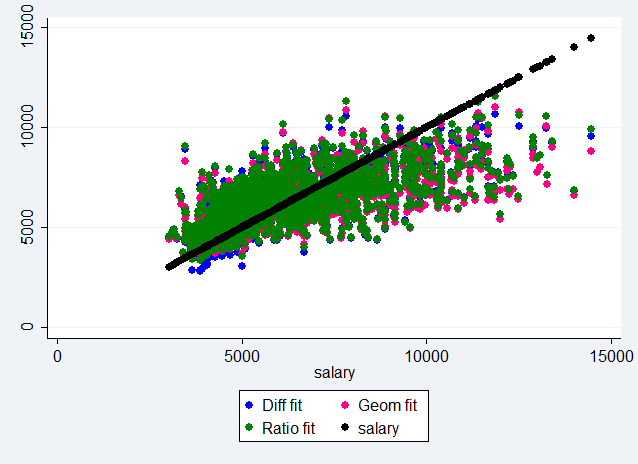 15000
10000
5000
0
0 5000 10000 15000
salary
Diff fit Geom fit
Ratio fit salary